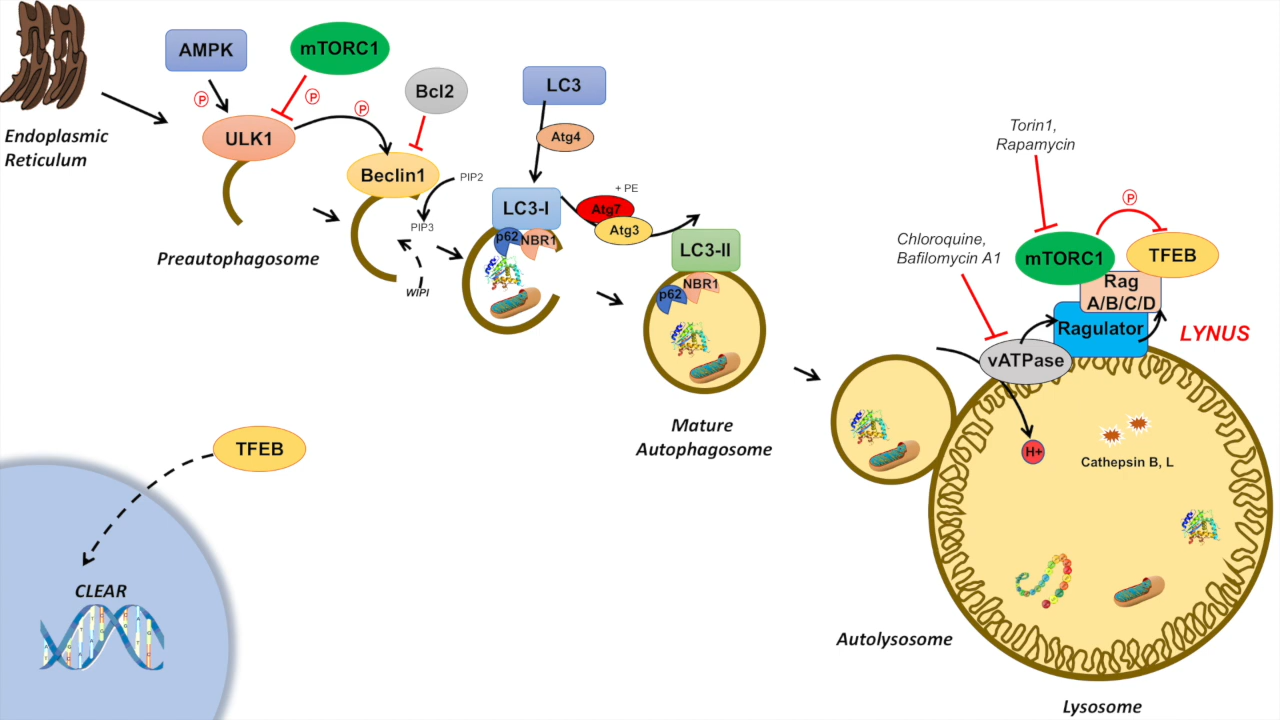 AMPK
mTORC1
P
P
P
ULK1
Endoplasmic
Reticulum
Bcl2
Beclin1
PIP2
PIP3
WIPI
Preautophagosome
LC3
Atg4
LC3-I
p62
NBR1
+ PE
Atg7
Atg3
LC3-II
NBR1
p62
Mature
Autophagosome
Torin1,
Rapamycin
P
Chloroquine,
Bafilomycin A1
mTORC1
TFEB
Rag
A/B/C/D
Ragulator
LYNUS
vATPase
H+
Cathepsin B, L
Autolysosome
Lysosome
TFEB
CLEAR